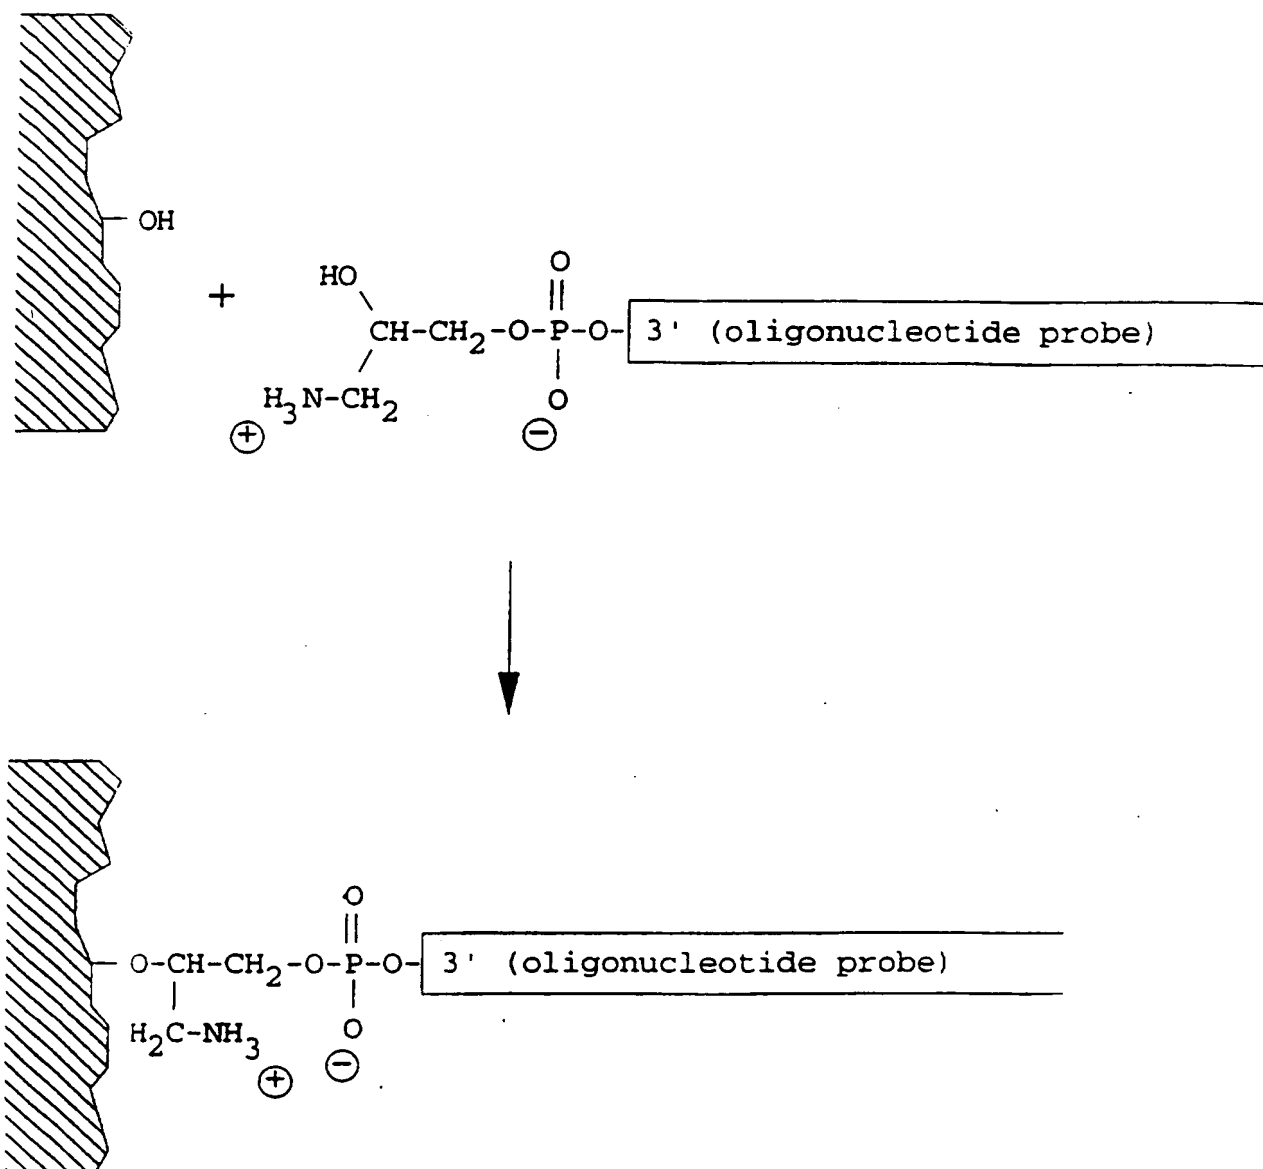 OH
+
HO
O
CH-CH2-O-P-O- 3' (oligonucleotide probe)
H3N-CH2
O
+
−
O
O-CH-CH2-O-P-O- 3' (oligonucleotide probe)
H2C-NH3
O
+
−